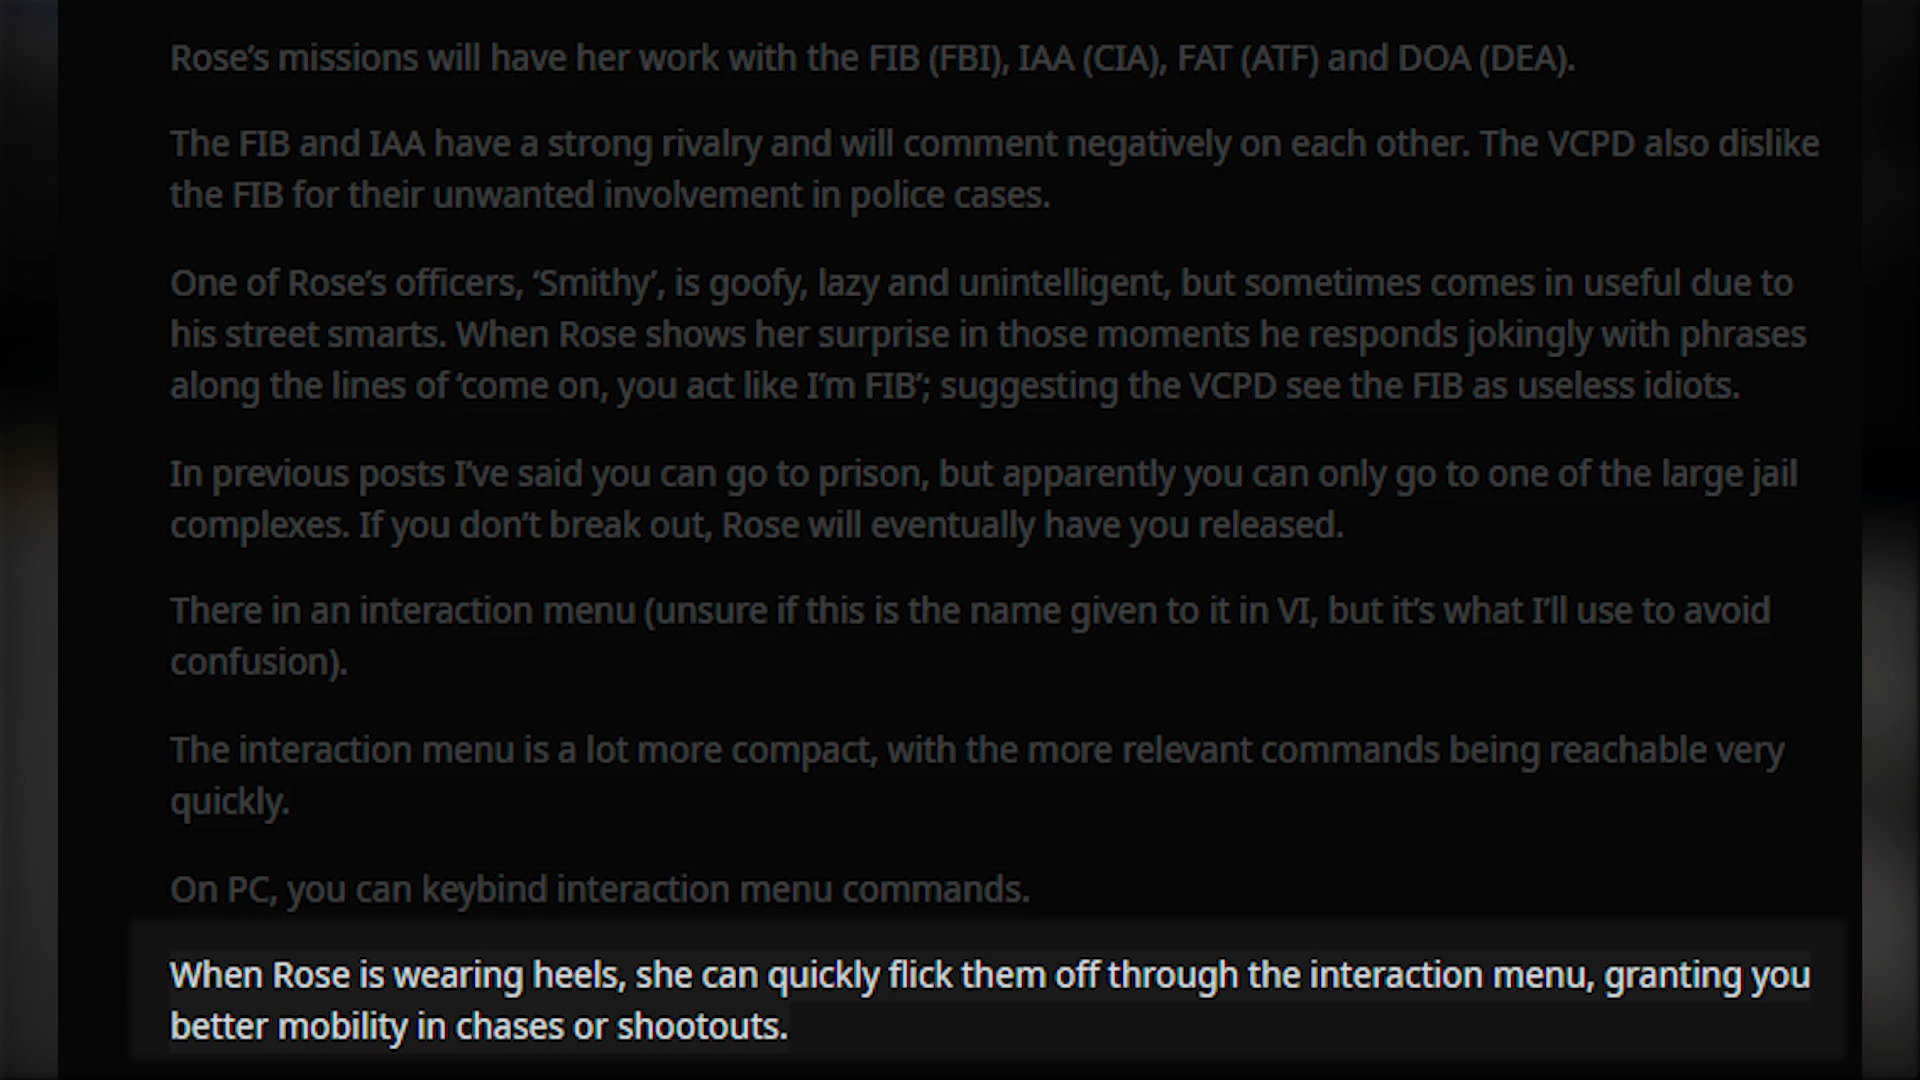 Rose’s missions will have her work with the FIB (FBI), IAA (CIA), FAT (ATF) and DOA (DEA).
The FIB and IAA have a strong rivalry and will comment negatively on each other. The VCPD also dislike
the FIB for their unwanted involvement in police cases.
One of Rose’s officers, ‘Smithy’, is goofy, lazy and unintelligent, but sometimes comes in useful due to
his street smarts. When Rose shows her surprise in those moments he responds jokingly with phrases
along the lines of ‘come on, you act like I’m FIB’; suggesting the VCPD see the FIB as useless idiots.
In previous posts I’ve said you can go to prison, but apparently you can only go to one of the large jail
complexes. If you don’t break out, Rose will eventually have you released.
There in an interaction menu (unsure if this is the name given to it in VI, but it’s what I’ll use to avoid
confusion).
The interaction menu is a lot more compact, with the more relevant commands being reachable very
quickly.
On PC, you can keybind interaction menu commands.
When Rose is wearing heels, she can quickly flick them off through the interaction menu, granting you
better mobility in chases or shootouts.